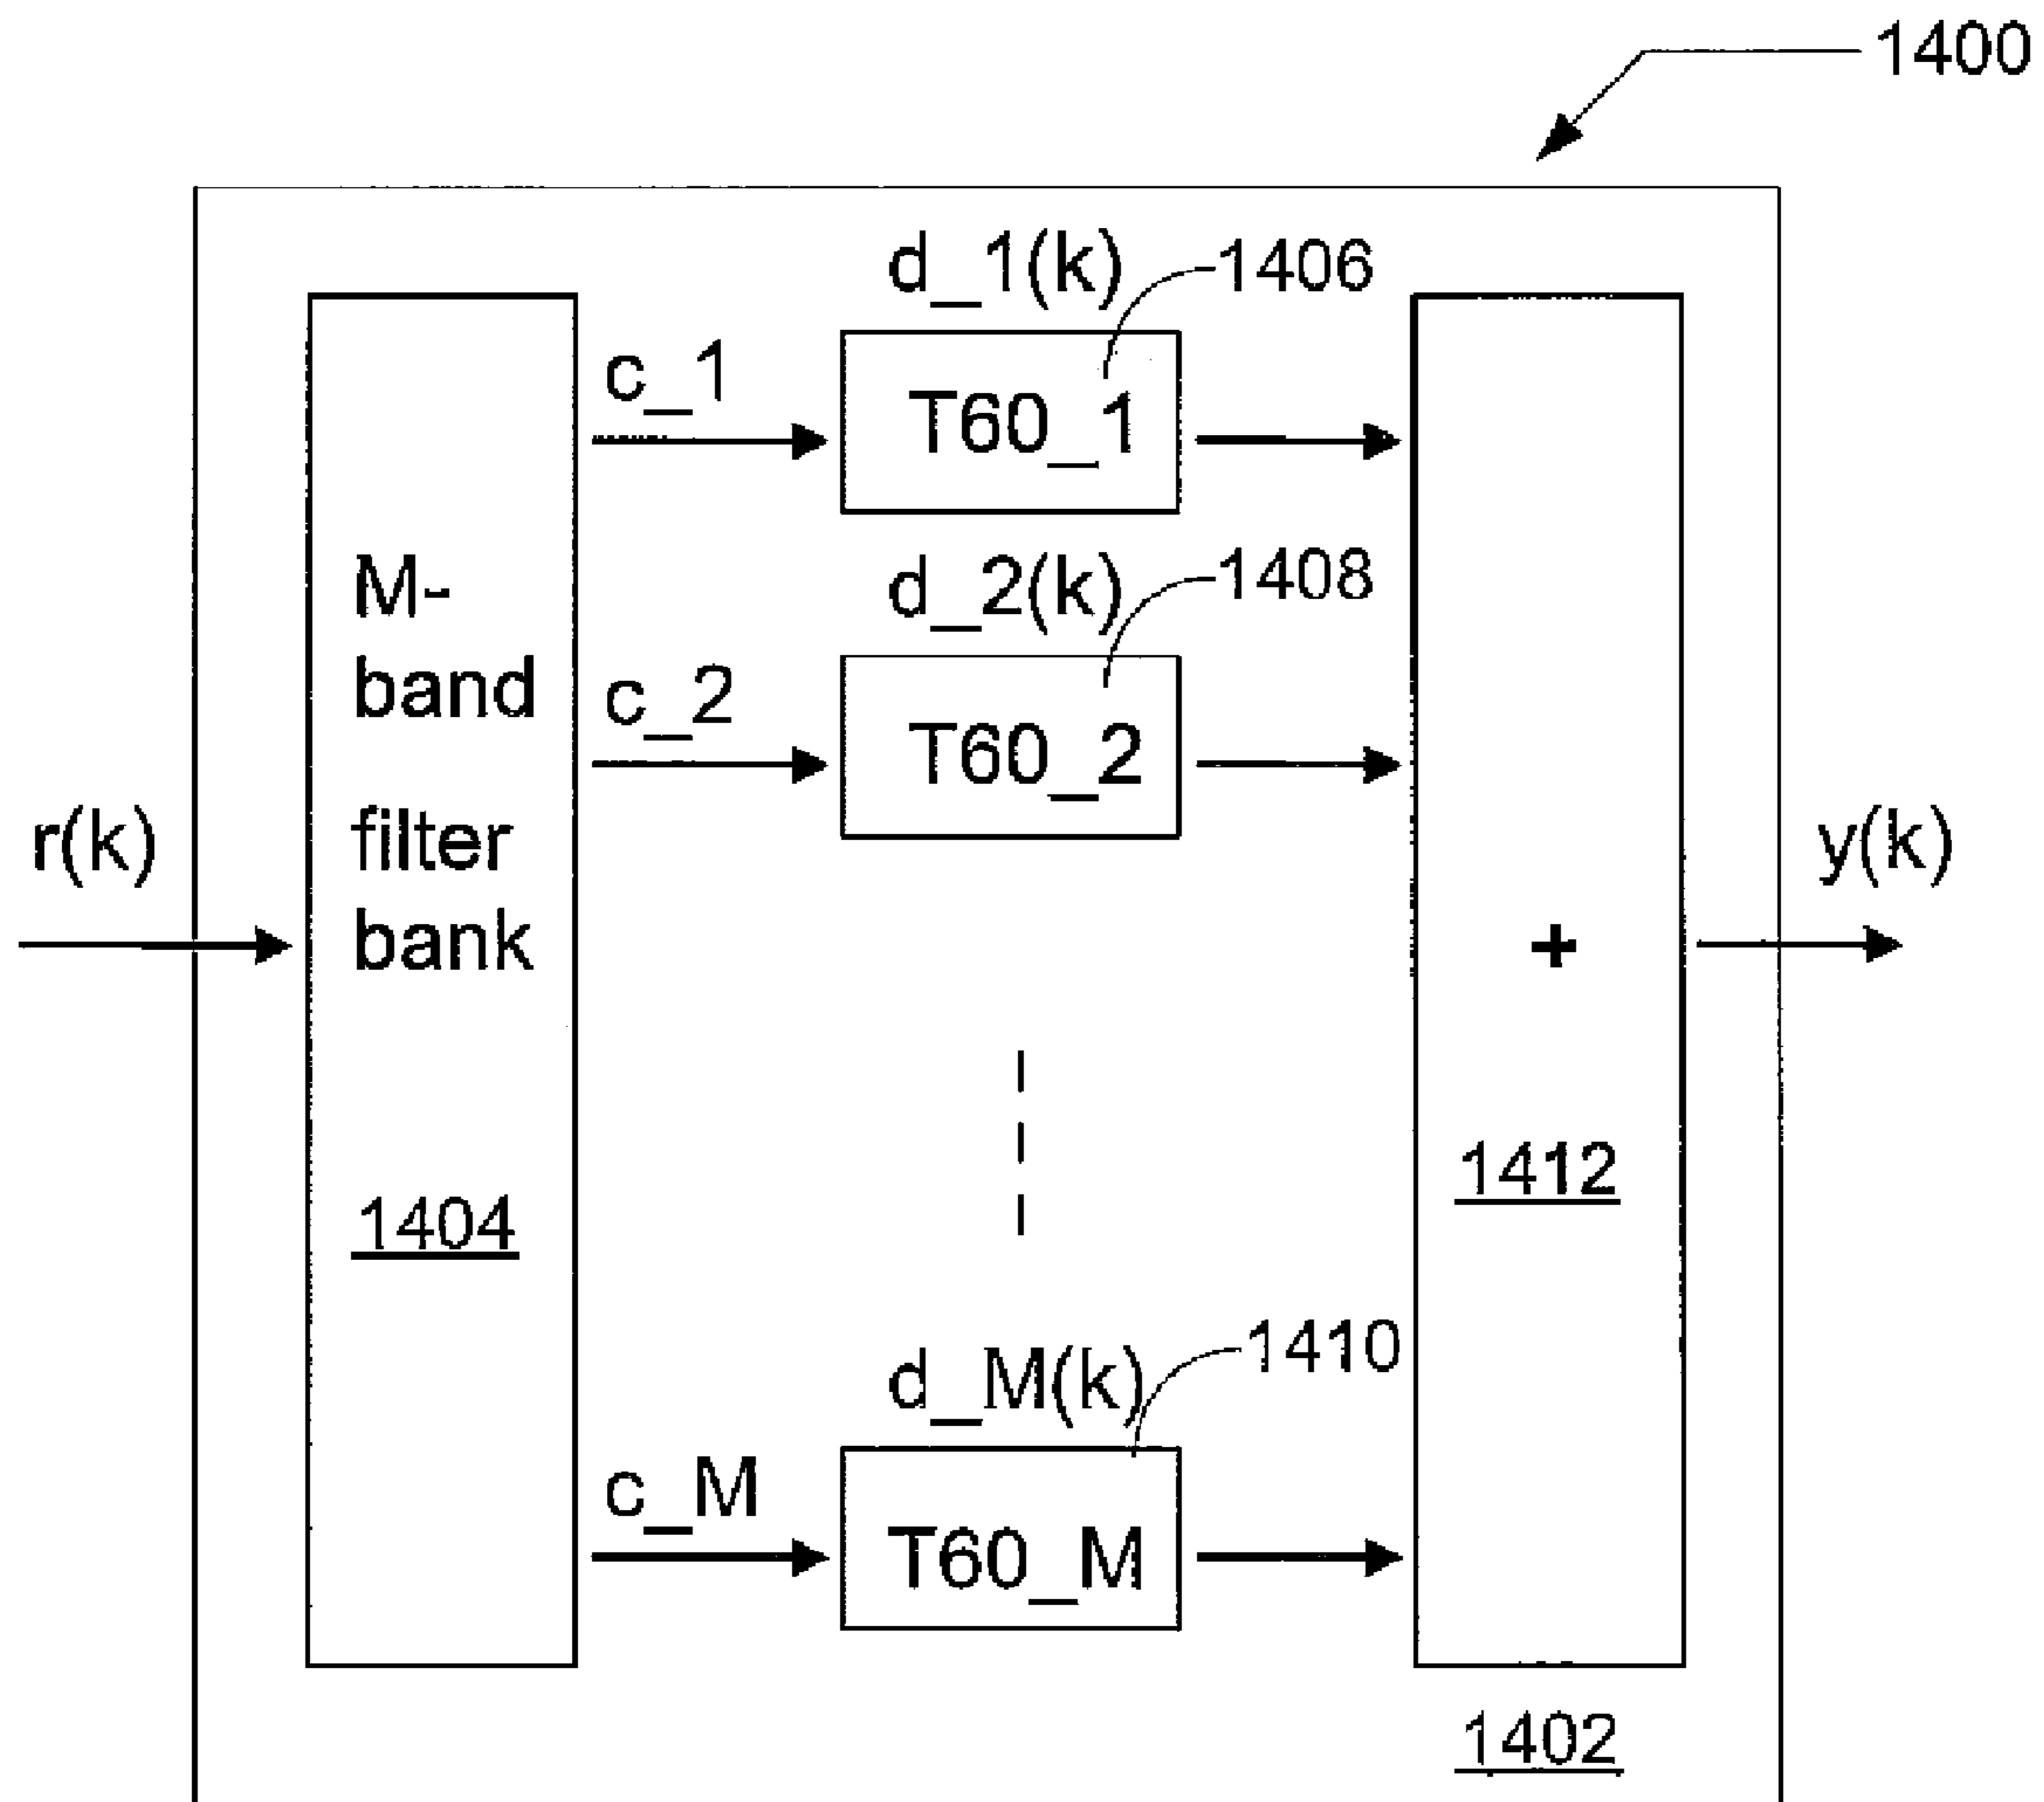 1400
d_1(k)
1406
c_1
T60_1
M-
band
filter
bank
1404
d_2(k)
1408
c_2
T60_2
r(k)
+
1412
y(k)
d_M(k)
1410
c_M
T60_M
1402